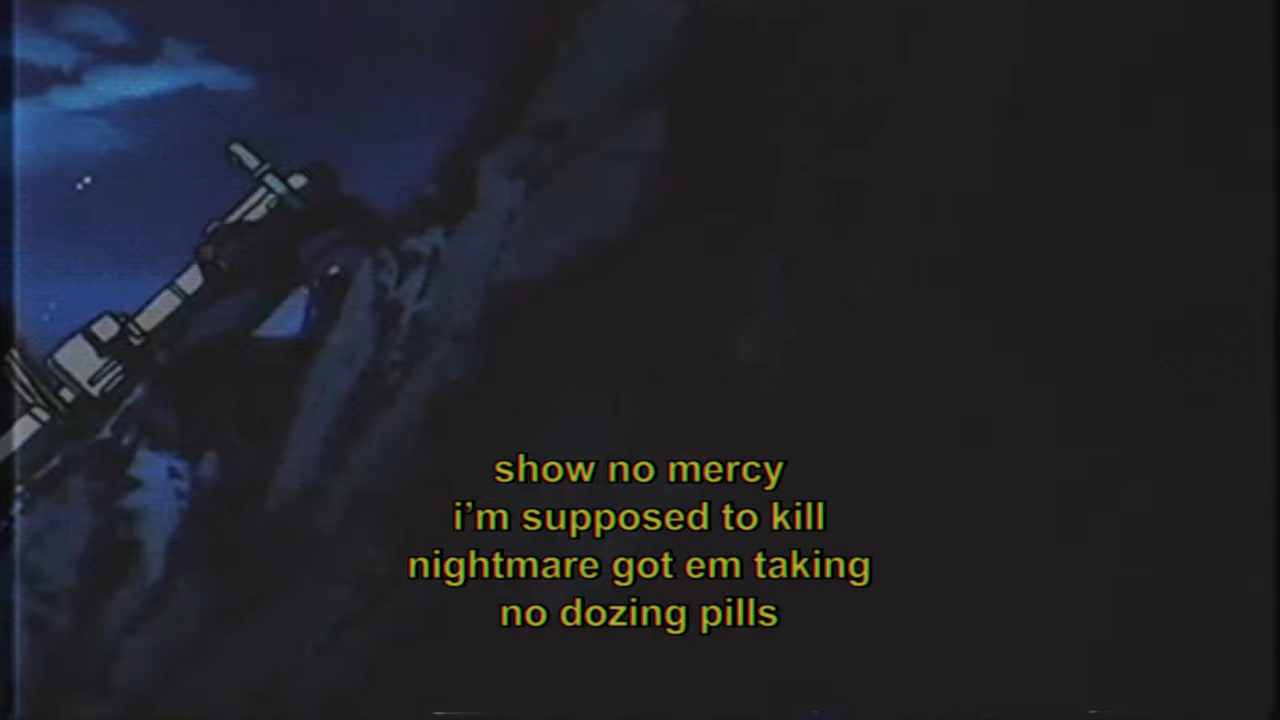 show no mercy
i’m supposed to kill
nightmare got em taking
no dozing pills